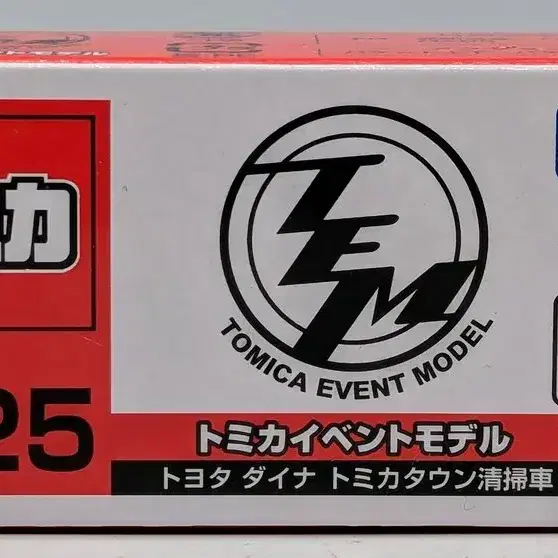 カ
TEM
TOMICA EVENT MODEL
25
トミカイベントモデル
トヨタ ダイナ トミカタウン清掃車